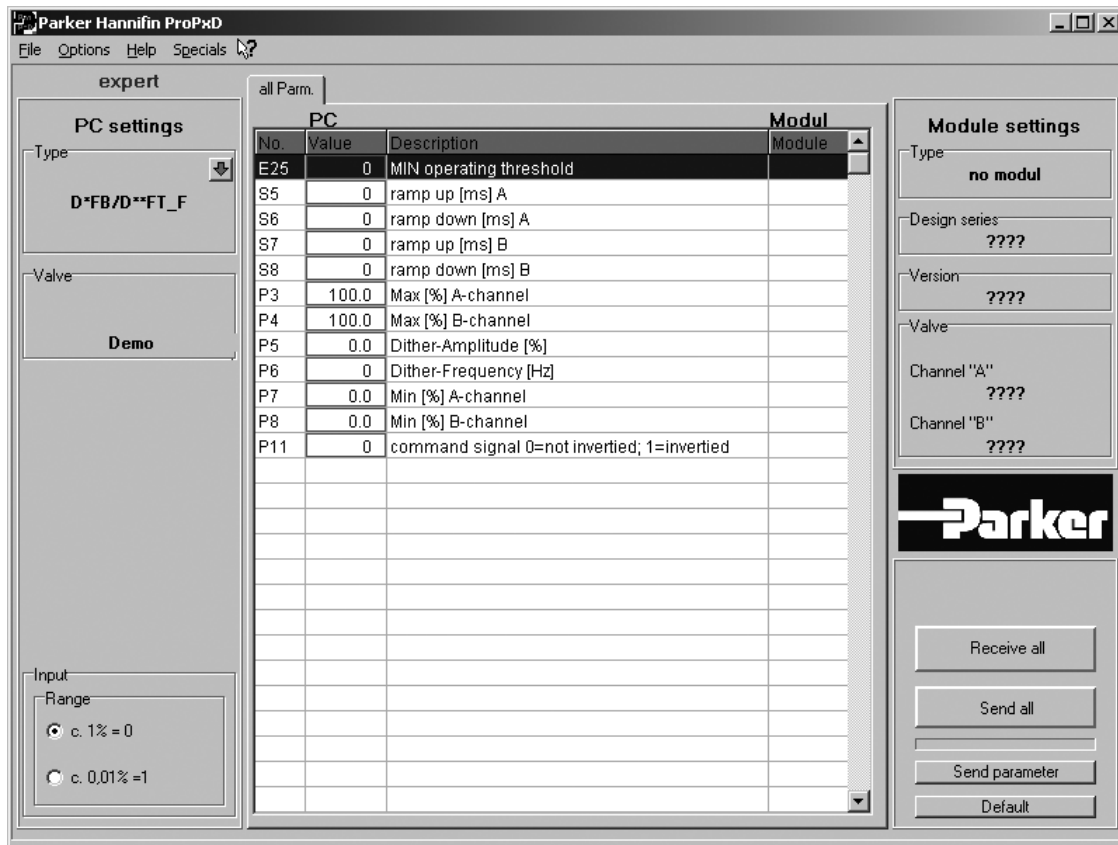 Parker Hannifin ProPxD
File Options Help Specials ?
expert
PC settings
Type
D*FB/D**FT_F
Valve
Demo
Input
Range
c. 1% = 0
c. 0,01% =1
all Parm.
PC Modul
No. Value Description Module
E25 0 MIN operating threshold
S5 0 ramp up [ms] A
S6 0 ramp down [ms] A
S7 0 ramp up [ms] B
S8 0 ramp down [ms] B
P3 100.0 Max [%] A-channel
P4 100.0 Max [%] B-channel
P5 0.0 Dither-Amplitude [%]
P6 0 Dither-Frequency [Hz]
P7 0.0 Min [%] A-channel
P8 0.0 Min [%] B-channel
P11 0 command signal 0=not invertied; 1=invertied
Module settings
Type
no modul
Design series
????
Version
????
Valve
Channel "A"
????
Channel "B"
????
Parker
Receive all
Send all
Send parameter
Default